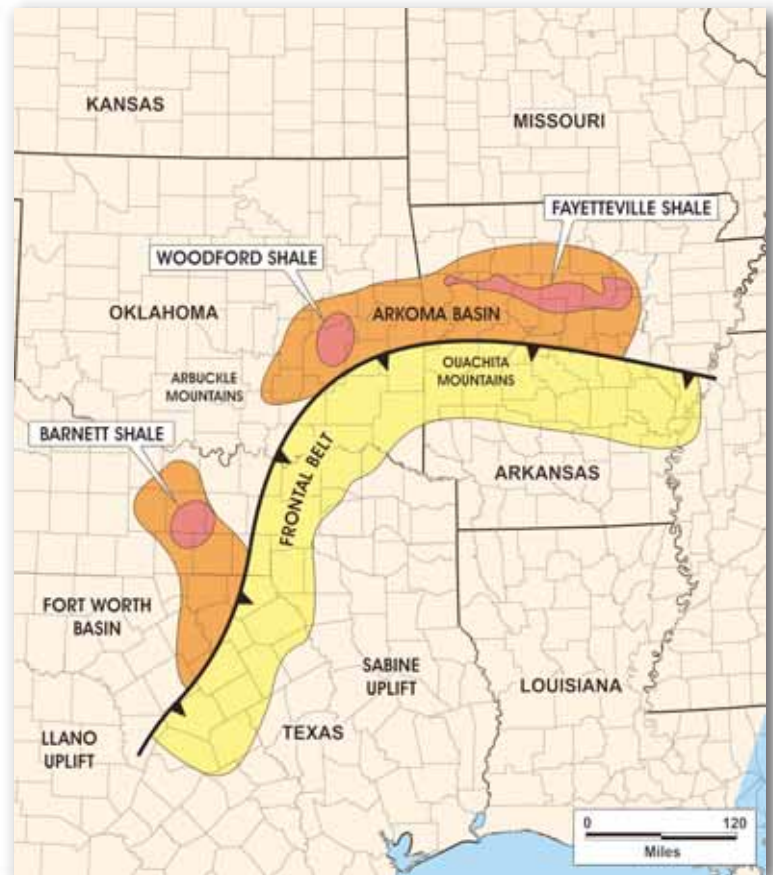 KANSAS
MISSOURI
FAYETTEVILLE SHALE
WOODFORD SHALE
OKLAHOMA
ARKOMA BASIN
ARBUCKLE
MOUNTAINS
OUACHITA
MOUNTAINS
BARNETT SHALE
FRONTAL BELT
ARKANSAS
FORT WORTH
BASIN
SABINE
UPLIFT
LOUISIANA
TEXAS
LLANO
UPLIFT
0 120
Miles